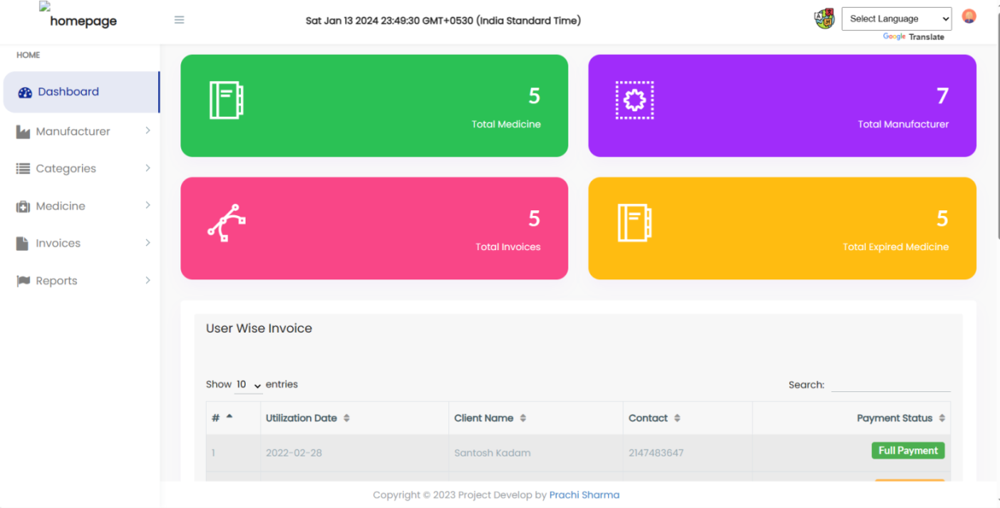 homepage
Sat Jan 13 2024 23:49:30 GMT+0530 (India Standard Time)
Select Language
Google Translate
HOME
Dashboard
Manufacturer
Categories
Medicine
Invoices
Reports
5
Total Medicine
7
Total Manufacturer
5
Total Invoices
5
Total Expired Medicine
User Wise Invoice
Show 10 entries
Search:
# Utilization Date Client Name Contact Payment Status
1 2022-02-28 Santosh Kadam 2147483647 Full Payment
Copyright © 2023 Project Develop by Prachi Sharma